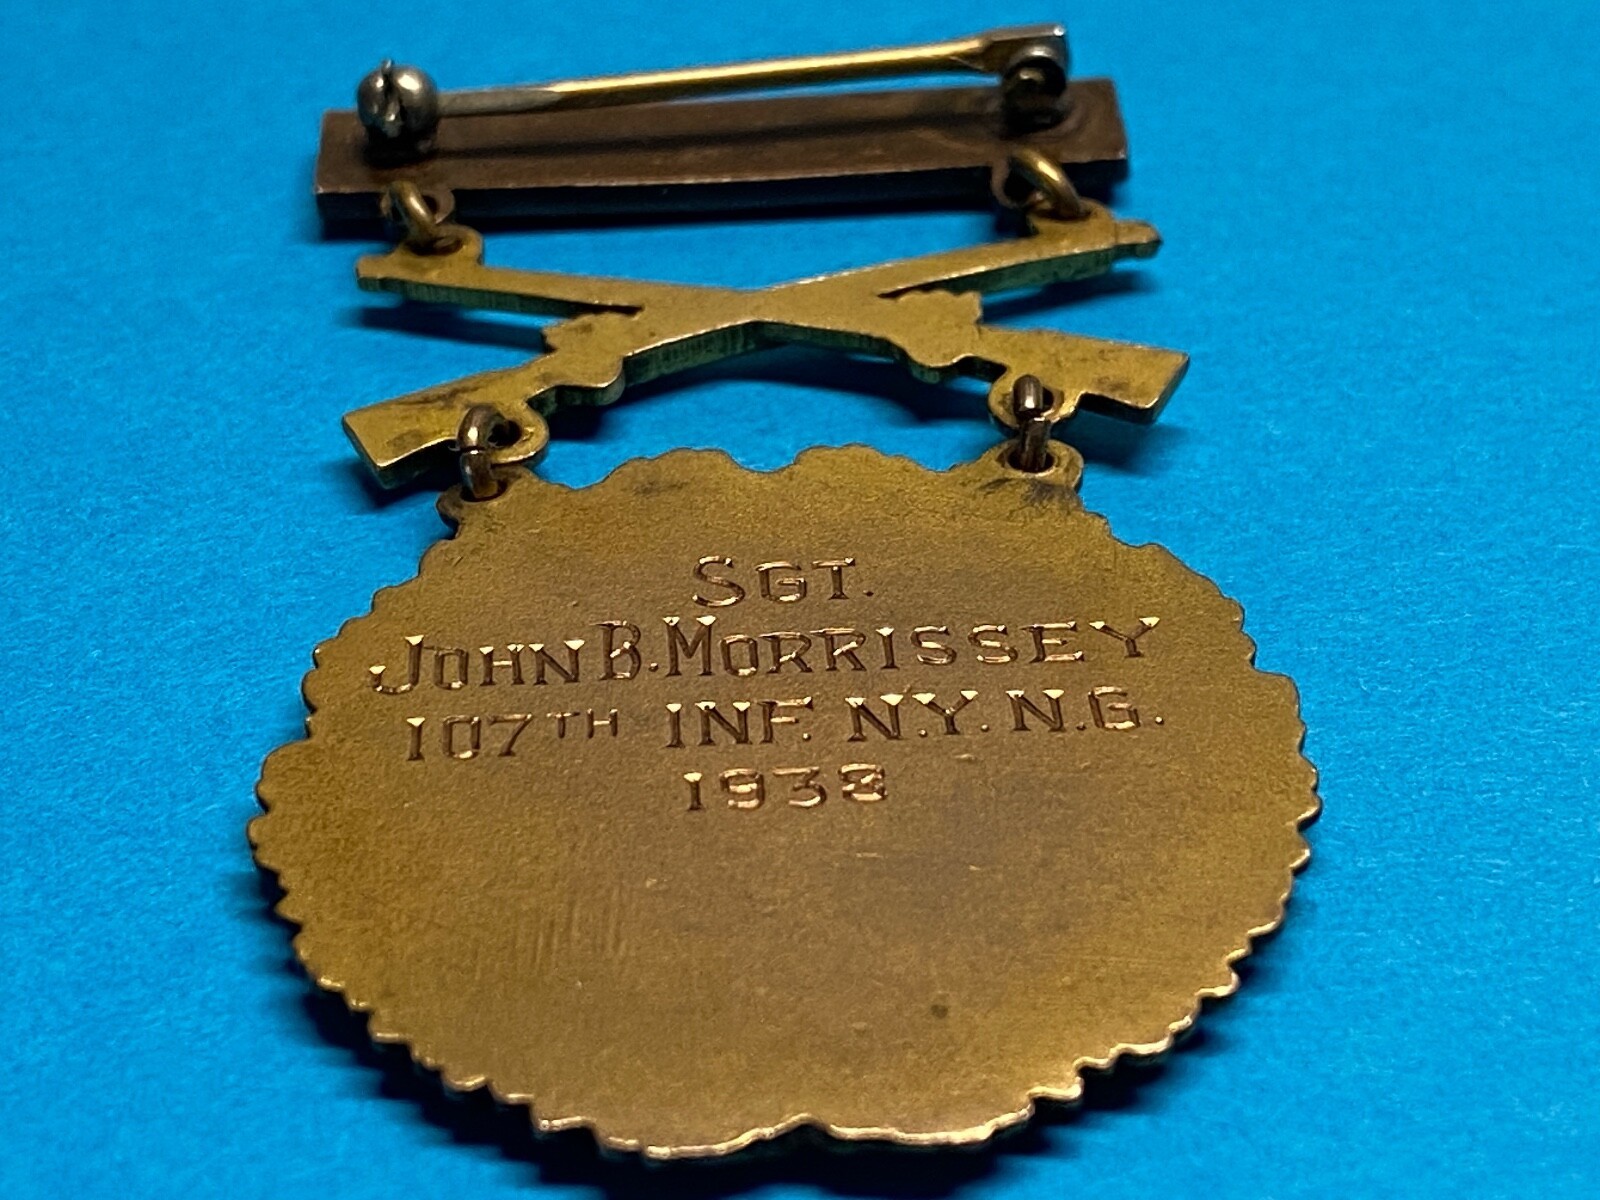 SGT.
JOHN B. MORRISSEY
107TH INF. N.Y. N.G.
1938